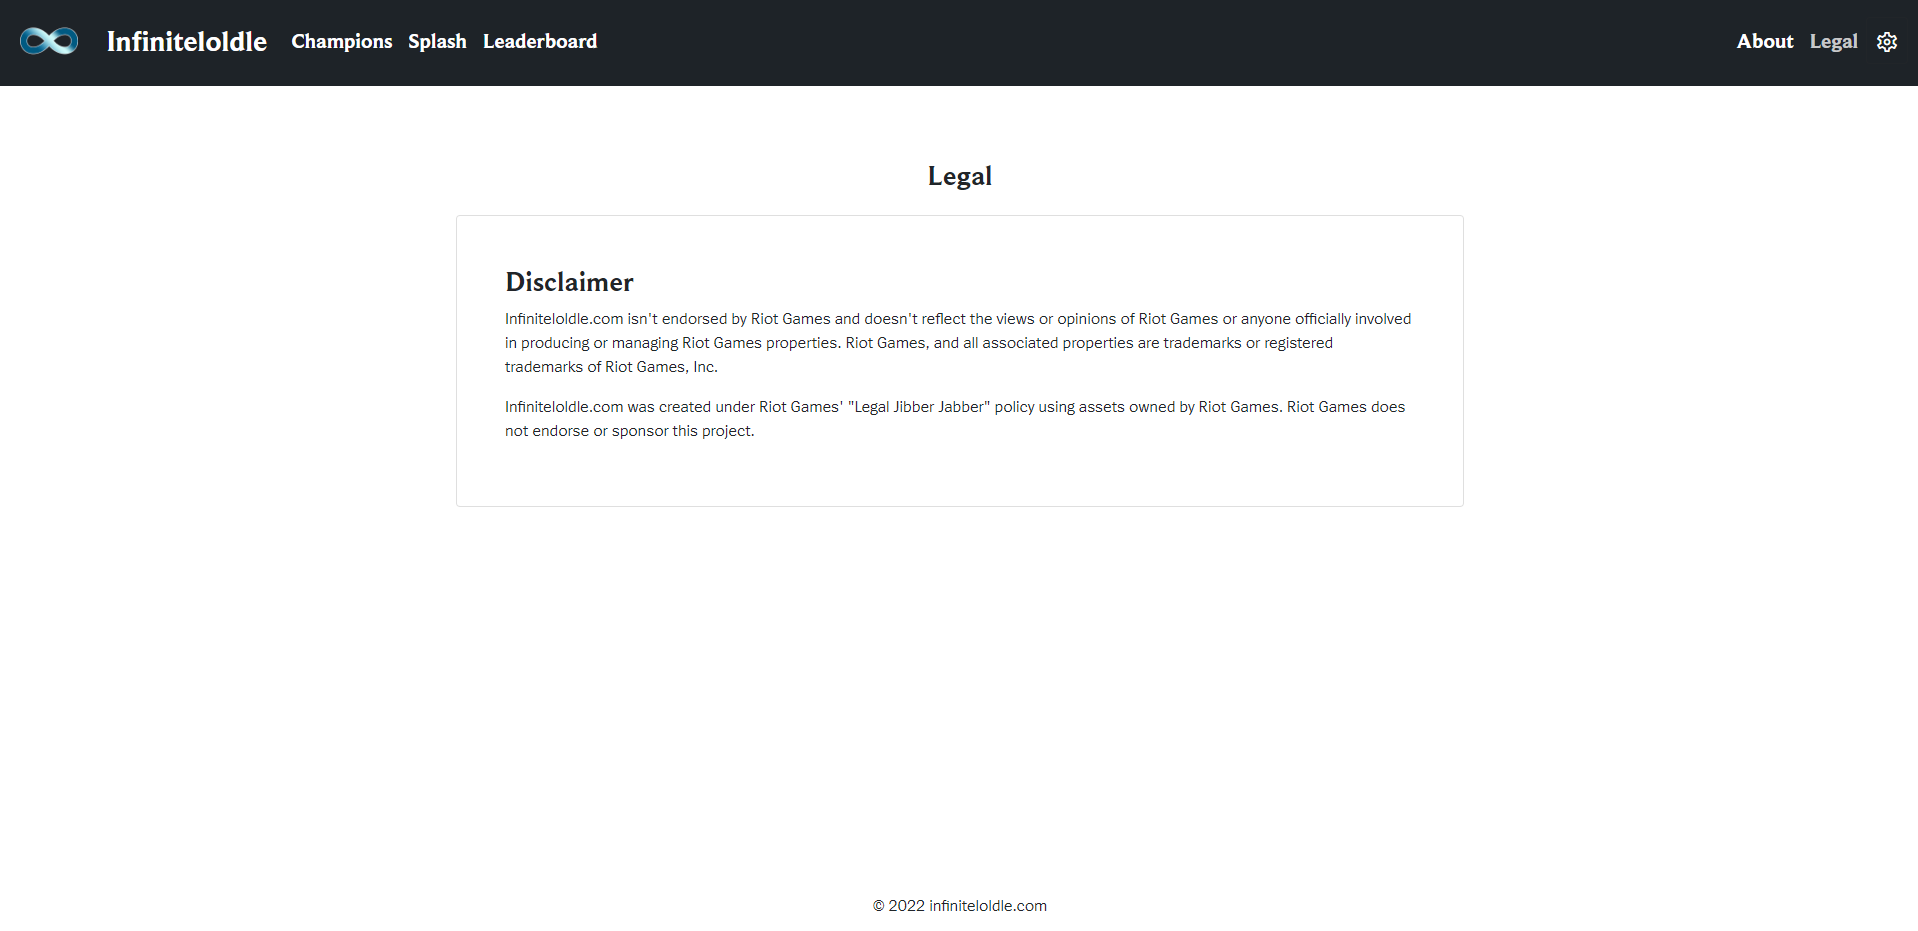 Infiniteloldle Champions Splash Leaderboard About Legal
Legal
Disclaimer
Infiniteloldle.com isn't endorsed by Riot Games and doesn't reflect the views or opinions of Riot Games or anyone officially involved
in producing or managing Riot Games properties. Riot Games, and all associated properties are trademarks or registered
trademarks of Riot Games, Inc.
Infiniteloldle.com was created under Riot Games' "Legal Jibber Jabber" policy using assets owned by Riot Games. Riot Games does
not endorse or sponsor this project.
© 2022 infiniteloldle.com